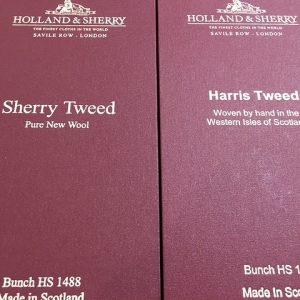 HOLLAND & SHERRY
THE FINEST CLOTHS IN THE WORLD
SAVILE ROW - LONDON
Sherry Tweed
Pure New Wool
Bunch HS 1488
Made in Scotland
HOLLAND & SHERRY
THE FINEST CLOTHS IN THE WORLD
SAVILE ROW · LONDON
Harris Tweed
Woven by hand in the
Western Isles of Scotla
Bunch HS 1
Made In Sco